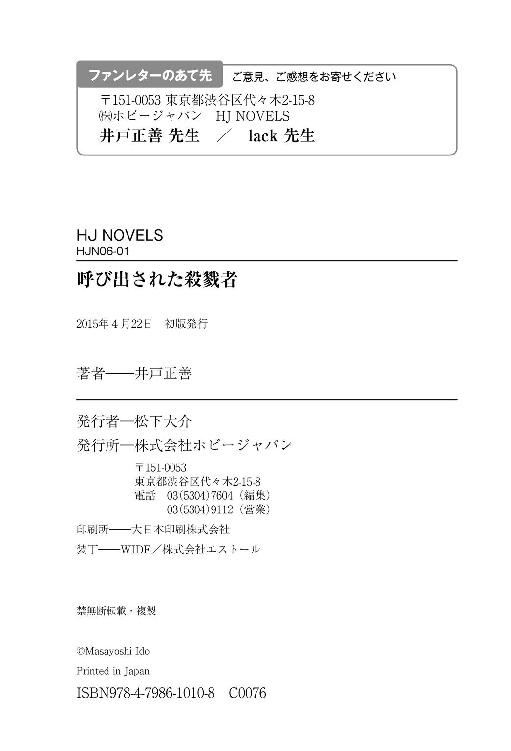 ファンレターのあて先　ご意見、ご感想をお寄せください
〒151-0053 東京都渋谷区代々木2-15-8
㈱ホビージャパン　HJ NOVELS
井戸正善 先生　／　lack 先生
HJ NOVELS
HJN06-01
呼び出された殺戮者
2015年４月22日　初版発行
著者——井戸正善
発行者—松下大介
発行所—株式会社ホビージャパン
〒151-0053
東京都渋谷区代々木2-15-8
電話　03(5304)7604（編集）
03(5304)9112（営業）
印刷所——大日本印刷株式会社
装丁——WIDE／株式会社エストール
禁無断転載・複製
©Masayoshi Ido
Printed in Japan
ISBN978-4-7986-1010-8　C0076